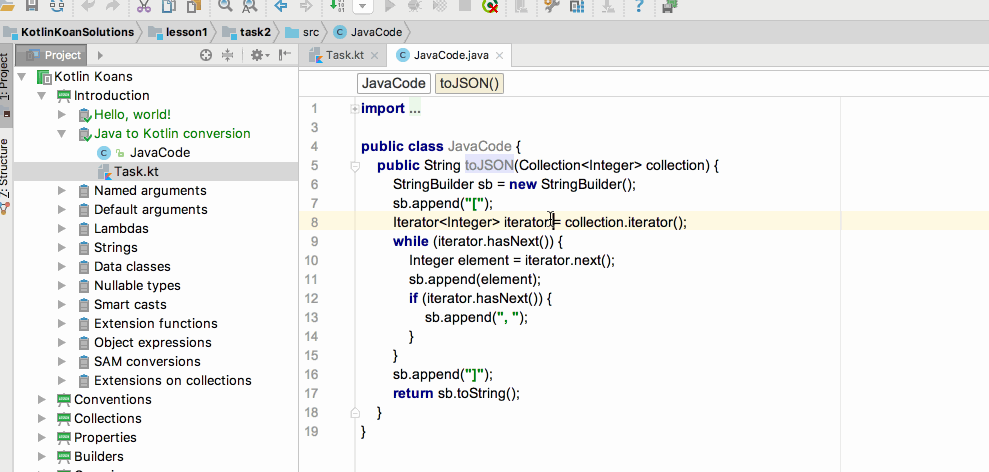 KotlinKoanSolutions lesson1 task2 src JavaCode
1: Project
Z: Structure
Project
Kotlin Koans
Introduction
Hello, world!
Java to Kotlin conversion
JavaCode
Task.kt
Named arguments
Default arguments
Lambdas
Strings
Data classes
Nullable types
Smart casts
Extension functions
Object expressions
SAM conversions
Extensions on collections
Conventions
Collections
Properties
Builders
Task.kt JavaCode.java
JavaCode toJSON()
1 import ...
3
4 public class JavaCode {
5 public String toJSON(Collection<Integer> collection) {
6 StringBuilder sb = new StringBuilder();
7 sb.append("[");
8 Iterator<Integer> iterator = collection.iterator();
9 while (iterator.hasNext()) {
10 Integer element = iterator.next();
11 sb.append(element);
12 if (iterator.hasNext()) {
13 sb.append(", ");
14 }
15 }
16 sb.append("]");
17 return sb.toString();
18 }
19 }